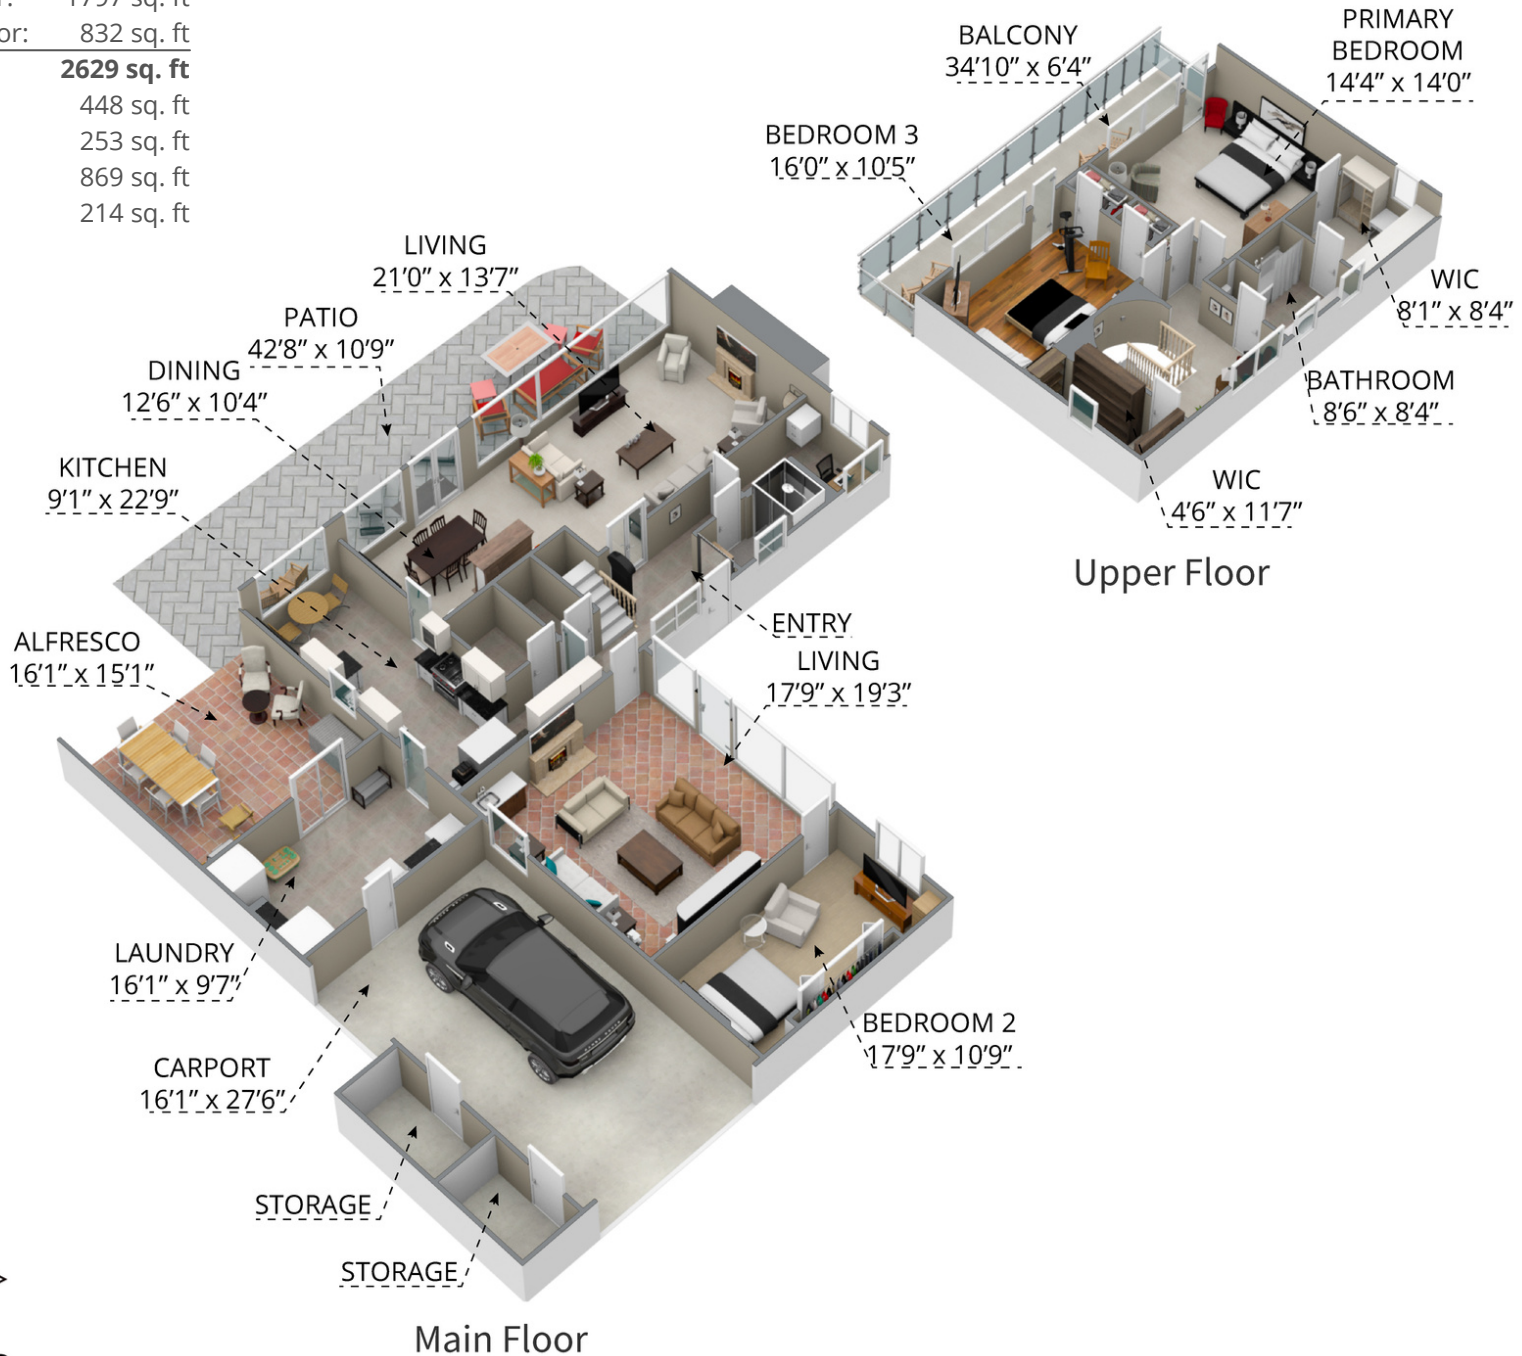 or: 832 sq. ft
2629 sq. ft
448 sq. ft
253 sq. ft
869 sq. ft
214 sq. ft
BALCONY
34’10” x 6’4”
PRIMARY
BEDROOM
14’4” x 14’0”
BEDROOM 3
16’0” x 10’5”
WIC
8’1” x 8’4”
BATHROOM
8’6” x 8’4”
WIC
4’6” x 11’7”
Upper Floor
LIVING
21’0” x 13’7”
PATIO
42’8” x 10’9”
DINING
12’6” x 10’4”
KITCHEN
9’1” x 22’9”
ALFRESCO
16’1” x 15’1”
ENTRY
LIVING
17’9” x 19’3”
LAUNDRY
16’1” x 9’7”
BEDROOM 2
17’9” x 10’9”
CARPORT
16’1” x 27’6”
STORAGE
STORAGE
Main Floor